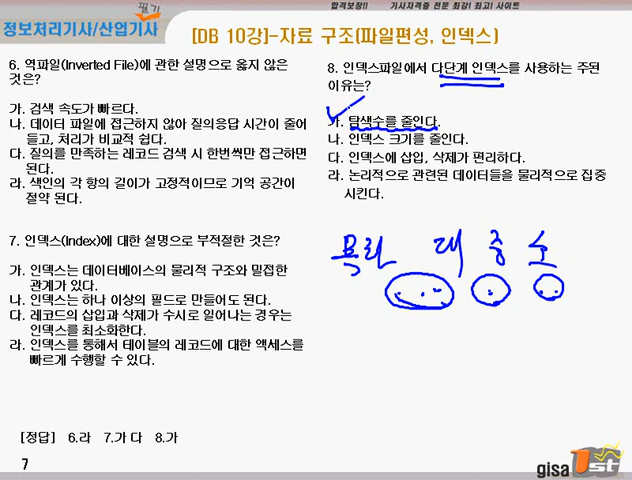 합격보장!! 기사자격증 전문 최강! 최고! 사이트
필기
정보처리기사/산업기사
[DB 10강]-자료 구조(파일편성, 인덱스)
6. 역파일(Inverted File)에 관한 설명으로 옳지 않은
것은?
가. 검색 속도가 빠르다.
나. 데이터 파일에 접근하지 않아 질의응답 시간이 줄어
들고, 처리가 비교적 쉽다.
다. 질의를 만족하는 레코드 검색 시 한번씩만 접근하면
된다.
라. 색인의 각 항의 길이가 고정적이므로 기억 공간이
절약 된다.
7. 인덱스(Index)에 대한 설명으로 부적절한 것은?
가. 인덱스는 데이터베이스의 물리적 구조와 밀접한
관계가 있다.
나. 인덱스는 하나 이상의 필드로 만들어도 된다.
다. 레코드의 삽입과 삭제가 수시로 일어나는 경우는
인덱스를 최소화한다.
라. 인덱스를 통해서 테이블의 레코드에 대한 액세스를
빠르게 수행할 수 있다.
8. 인덱스파일에서 다단계 인덱스를 사용하는 주된
이유는?
가. 탐색수를 줄인다.
나. 인덱스 크기를 줄인다.
다. 인덱스에 삽입, 삭제가 편리하다.
라. 논리적으로 관련된 데이터들을 물리적으로 집중
시킨다.
대 중 소
[정답] 6.라 7.가 다 8.가
7
gisa 1st